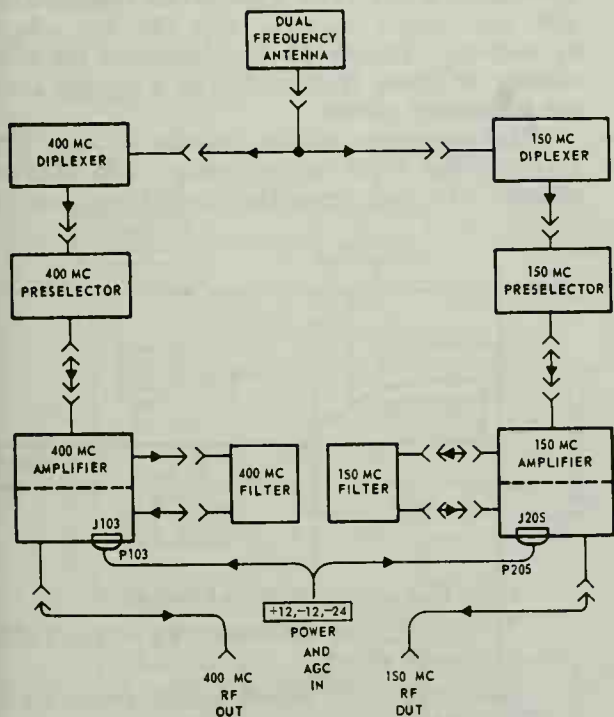 DUAL
FREQUENCY
ANTENNA
400 MC
DIPLEXER
150 MC
DIPLEXER
400 MC
PRESELECTOR
150 MC
PRESELECTOR
400 MC
AMPLIFIER
400 MC
FILTER
150 MC
FILTER
150 MC
AMPLIFIER
J103
P103
J205
P205
+12,-12,-24
POWER
AND
AGC
IN
400 MC
RF
OUT
150 MC
RF
OUT